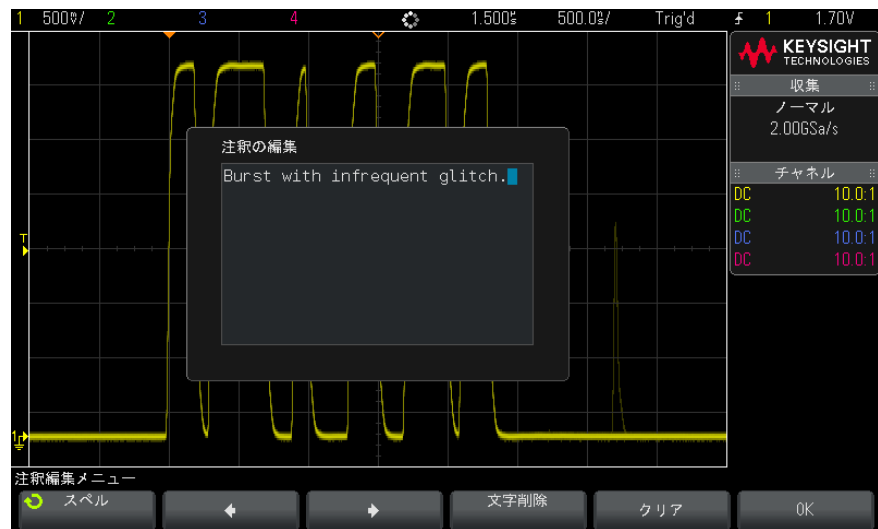 1 500⅌/ 2 3 4 1.500⅍ 500.0⅍/ Trig'd 1 1.70V
KEYSIGHT
TECHNOLOGIES
収集
ノーマル
2.00GSa/s
チャネル
DC 10.0:1
DC 10.0:1
DC 10.0:1
DC 10.0:1
注釈の編集
Burst with infrequent glitch.
T
1
注釈編集メニュー
スペル
文字削除
クリア
OK